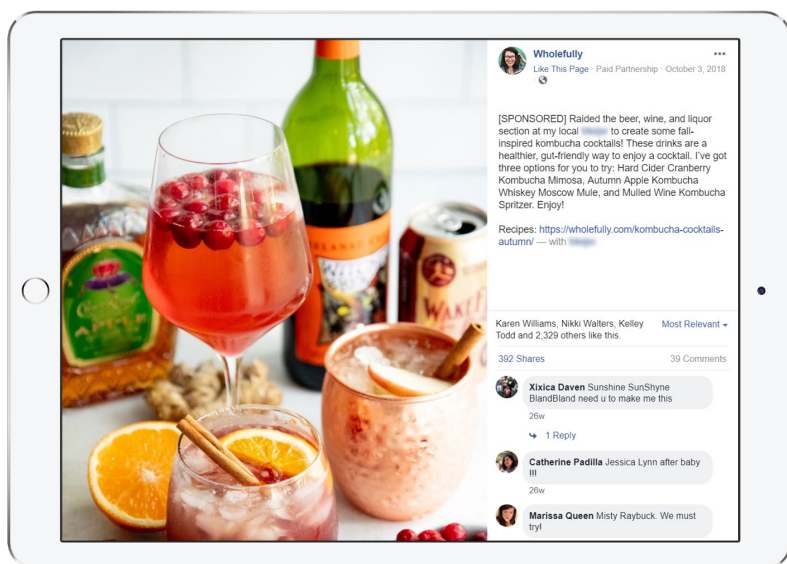 Wholefully
Like This Page · Paid Partnership · October 3, 2018
[SPONSORED] Raided the beer, wine, and liquor
section at my local to create some fall-
inspired kombucha cocktails! These drinks are a
healthier, gut-friendly way to enjoy a cocktail. I've got
three options for you to try: Hard Cider Cranberry
Kombucha Mimosa, Autumn Apple Kombucha
Whiskey Moscow Mule, and Mulled Wine Kombucha
Spritzer. Enjoy!
Recipes: https://wholefully.com/kombucha-cocktails-
autumn/ — with
Karen Williams, Nikki Walters, Kelley
Todd and 2,329 others like this.
Most Relevant
392 Shares
39 Comments
Xixica Daven Sunshine SunShyne
BlandBland need u to make me this
26w
1 Reply
Catherine Padilla Jessica Lynn after baby
!!!
26w
Marissa Queen Misty Raybuck. We must
try!
Crown Royal
APPLE